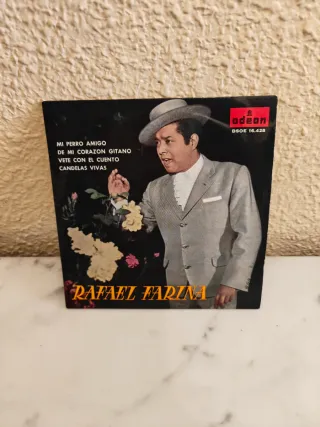 odeon
DSOE 16.428
MI PERRO AMIGO
DE MI CORAZON GITANO
VETE CON EL CUENTO
CANDELAS VIVAS
RAFAEL FARINA